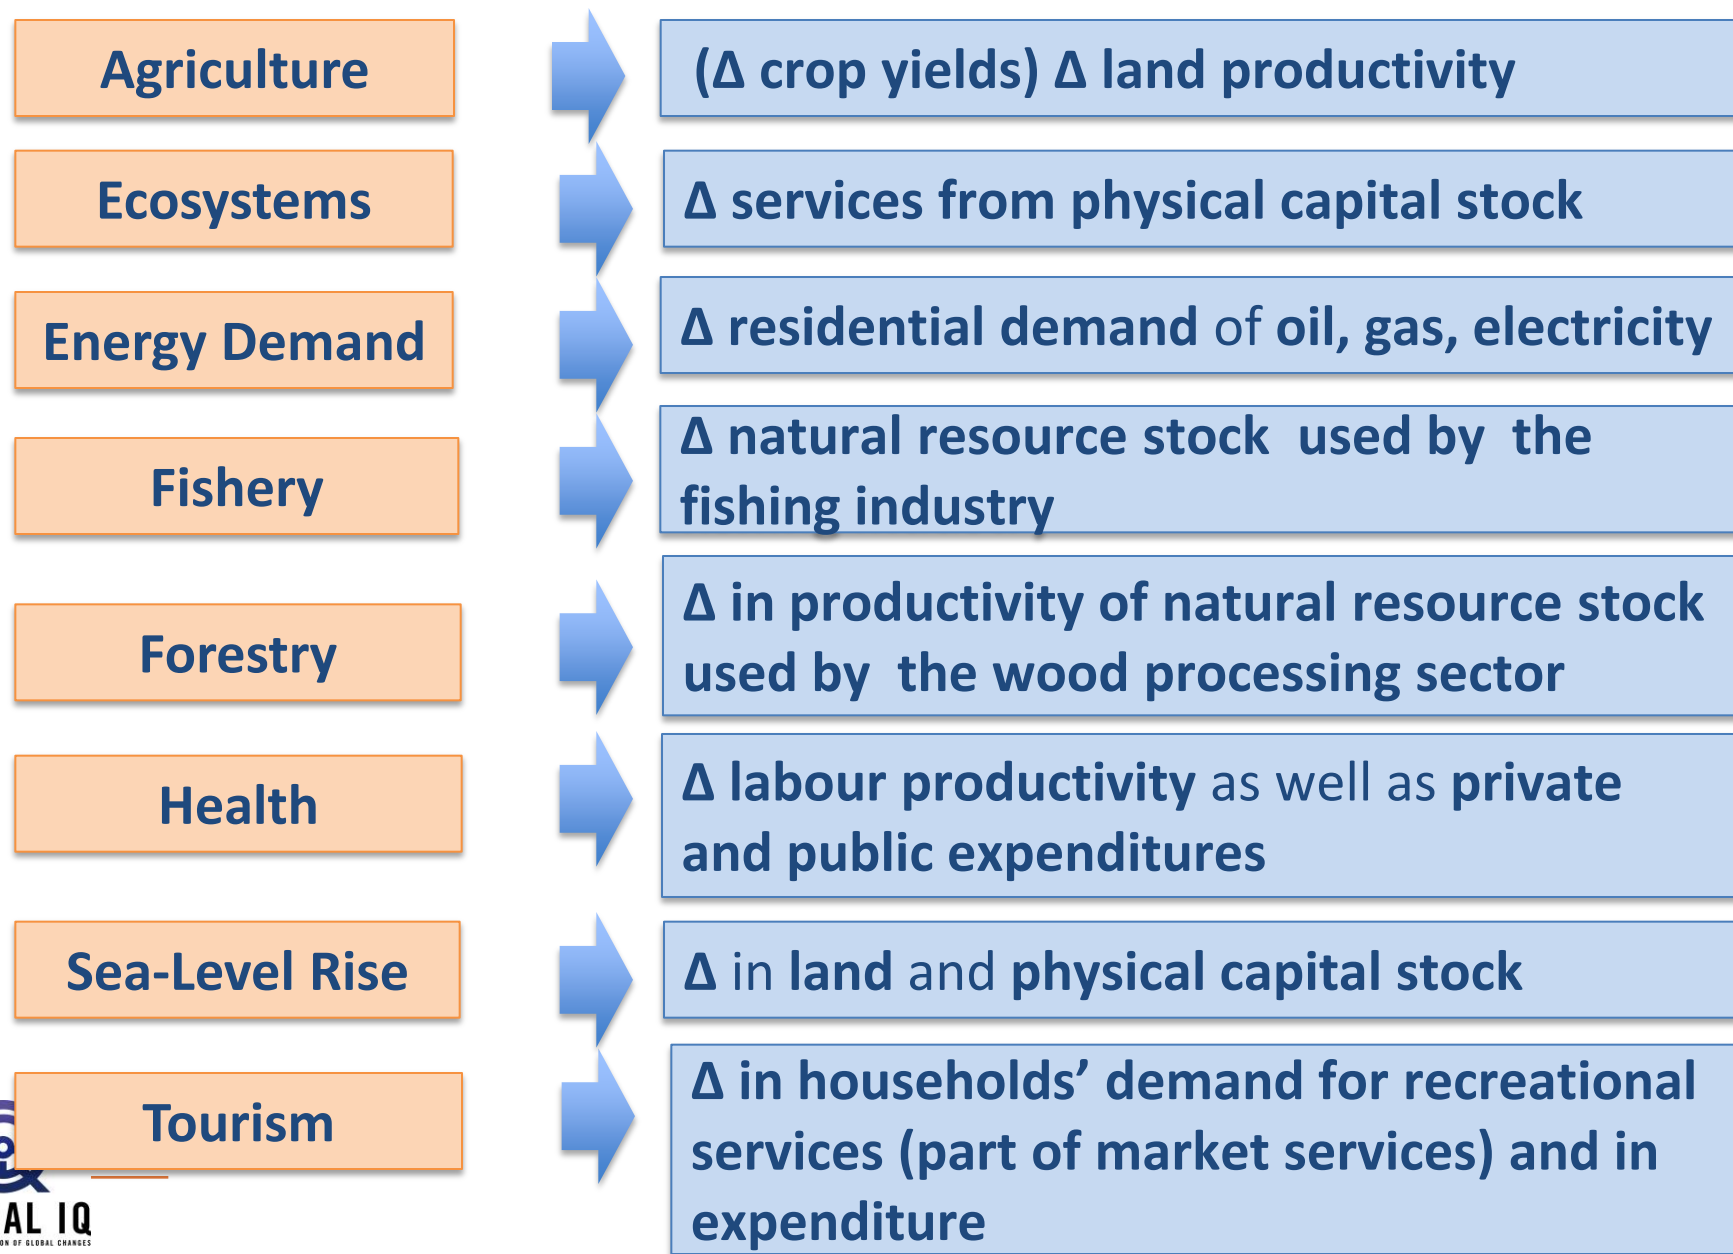 Agriculture
(Δ crop yields) Δ land productivity
Ecosystems
Δ services from physical capital stock
Energy Demand
Δ residential demand of oil, gas, electricity
Fishery
Δ natural resource stock used by the
fishing industry
Forestry
Δ in productivity of natural resource stock
used by the wood processing sector
Health
Δ labour productivity as well as private
and public expenditures
Sea-Level Rise
Δ in land and physical capital stock
Tourism
Δ in households’ demand for recreational
services (part of market services) and in
expenditure
AL IQ
ON OF GLOBAL CHANGES